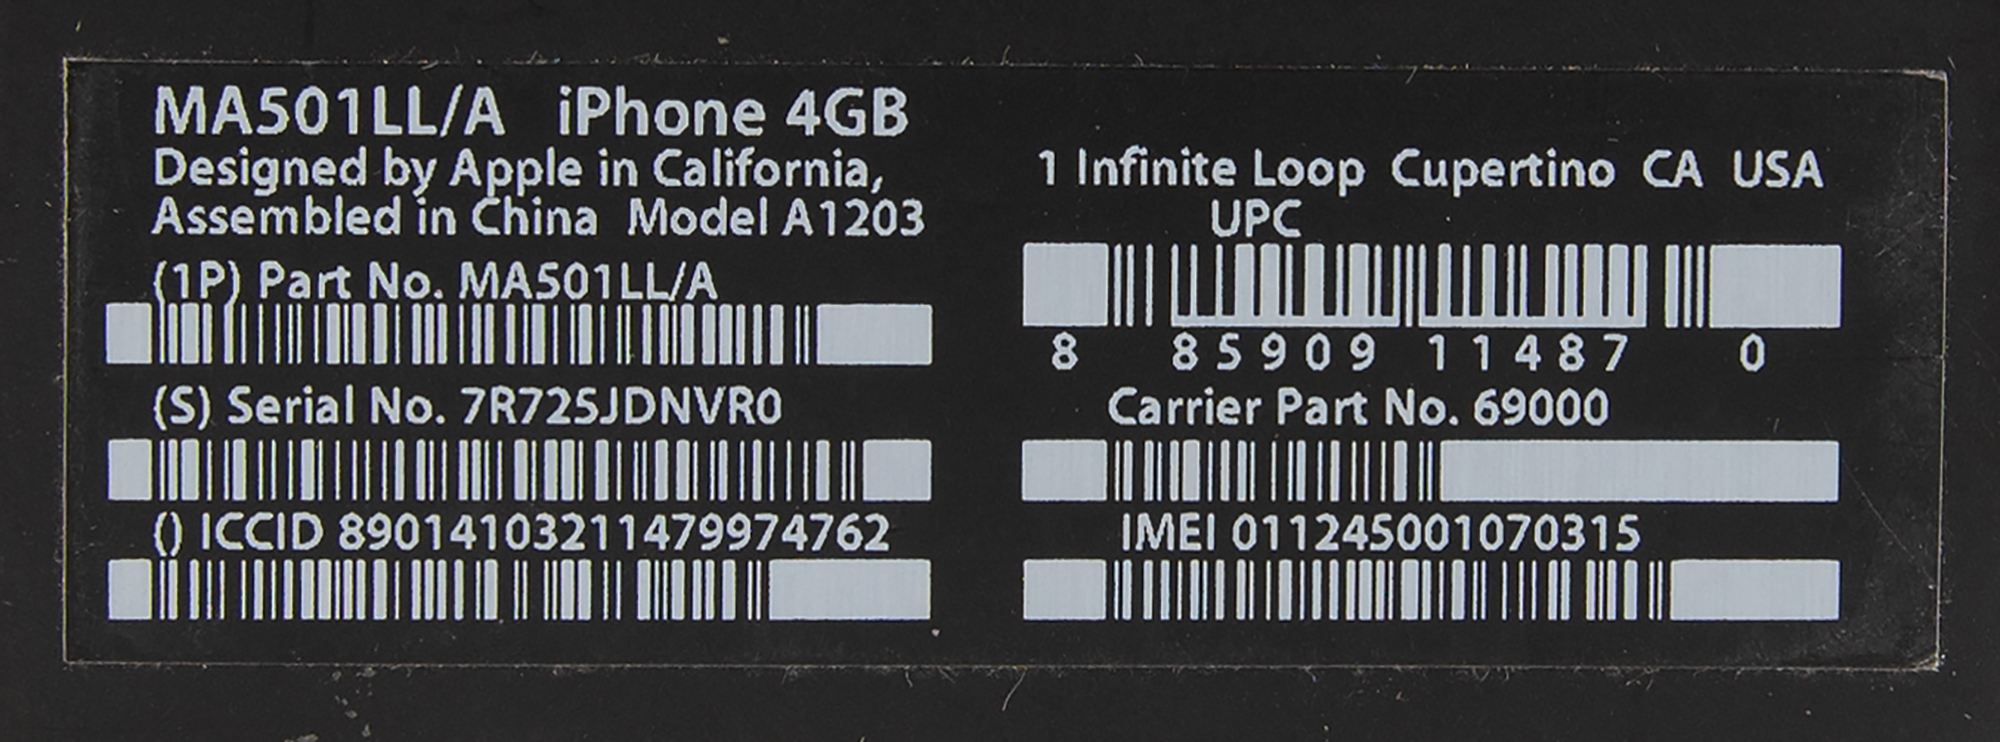 MA501LL/A iPhone 4GB
Designed by Apple in California,
Assembled in China Model A1203
(1P) Part No. MA501LL/A
(S) Serial No. 7R725JDNVR0
() ICCID 89014103211479974762
1 Infinite Loop Cupertino CA USA
UPC
8 85909 11487 0
Carrier Part No. 69000
IMEI 011245001070315